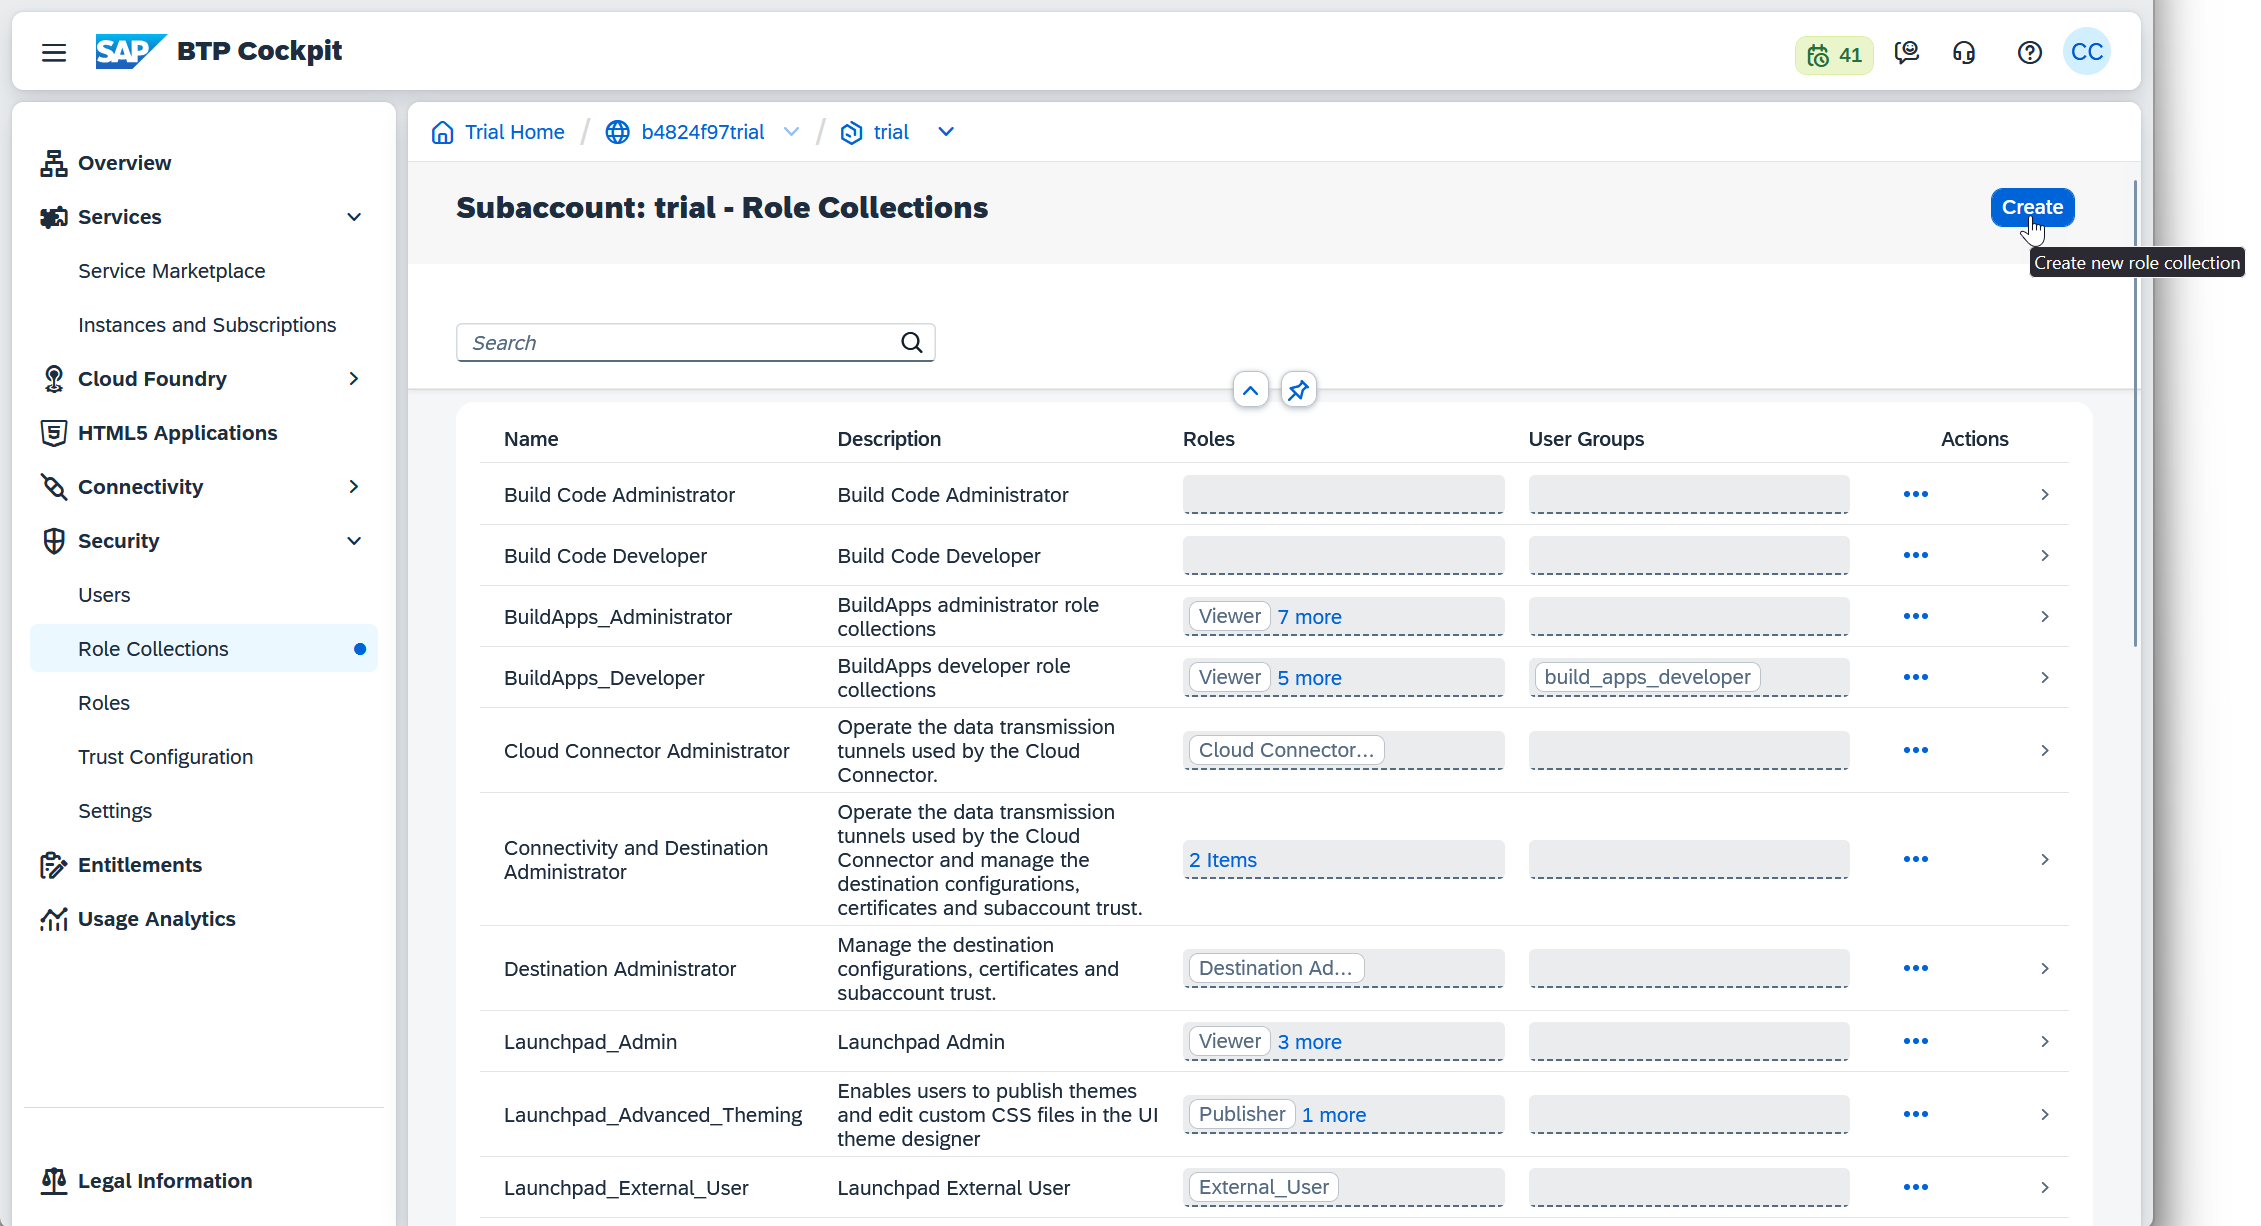 SAP BTP Cockpit
41
CC
Overview
Services
Service Marketplace
Instances and Subscriptions
Cloud Foundry
HTML5 Applications
Connectivity
Security
Users
Role Collections
Roles
Trust Configuration
Settings
Entitlements
Usage Analytics
Legal Information
Trial Home / b4824f97trial / trial
Subaccount: trial - Role Collections
Create
Create new role collection
Search
Name Description Roles User Groups Actions
Build Code Administrator Build Code Administrator
Build Code Developer Build Code Developer
BuildApps_Administrator BuildApps administrator role
collections Viewer 7 more
BuildApps_Developer BuildApps developer role
collections Viewer 5 more build_apps_developer
Cloud Connector Administrator Operate the data transmission
tunnels used by the Cloud
Connector. Cloud Connector...
Connectivity and Destination
Administrator
Operate the data transmission
tunnels used by the Cloud
Connector and manage the
destination configurations,
certificates and subaccount trust.
2 Items
Destination Administrator Manage the destination
configurations, certificates and
subaccount trust. Destination Ad...
Launchpad_Admin Launchpad Admin Viewer 3 more
Launchpad_Advanced_Theming Enables users to publish themes
and edit custom CSS files in the UI
theme designer Publisher 1 more
Launchpad_External_User Launchpad External User External_User